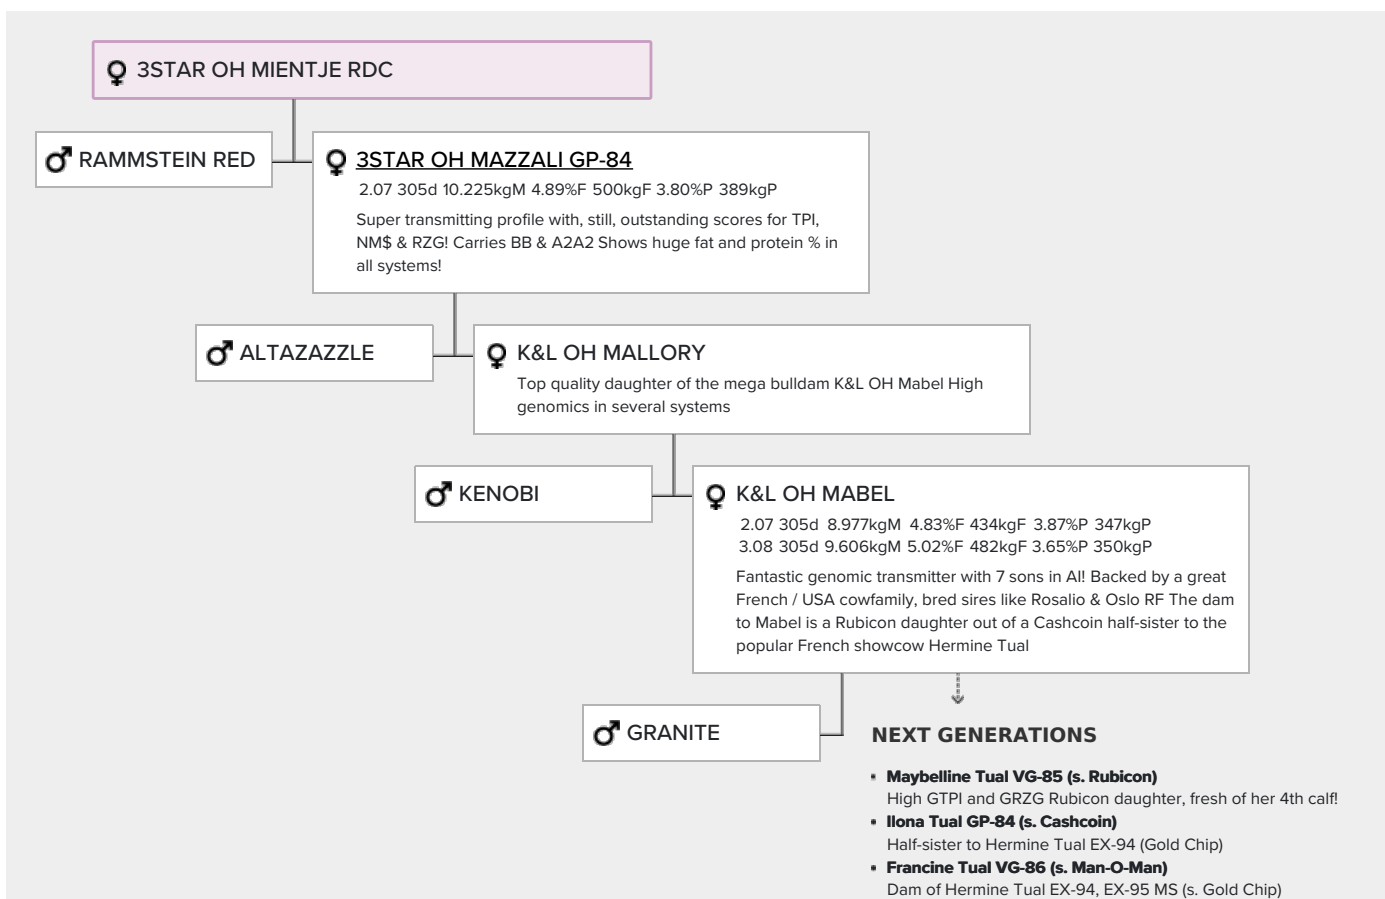 3STAR OH MIENTJE RDC
RAMMSTEIN RED
3STAR OH MAZZALI GP-84
2.07 305d 10.225kgM 4.89%F 500kgF 3.80%P 389kgP
Super transmitting profile with, still, outstanding scores for TPI,
NM$ & RZG! Carries BB & A2A2 Shows huge fat and protein % in
all systems!
ALTAZAZZLE
K&L OH MALLORY
Top quality daughter of the mega bulldam K&L OH Mabel High
genomics in several systems
KENOBI
K&L OH MABEL
2.07 305d 8.977kgM 4.83%F 434kgF 3.87%P 347kgP
3.08 305d 9.606kgM 5.02%F 482kgF 3.65%P 350kgP
Fantastic genomic transmitter with 7 sons in AI! Backed by a great
French / USA cowfamily, bred sires like Rosalio & Oslo RF The dam
to Mabel is a Rubicon daughter out of a Cashcoin half-sister to the
popular French showcow Hermine Tual
GRANITE
NEXT GENERATIONS
Maybelline Tual VG-85 (s. Rubicon)
High GTPI and GRZG Rubicon daughter, fresh of her 4th calf!
Ilona Tual GP-84 (s. Cashcoin)
Half-sister to Hermine Tual EX-94 (Gold Chip)
Francine Tual VG-86 (s. Man-O-Man)
Dam of Hermine Tual EX-94, EX-95 MS (s. Gold Chip)